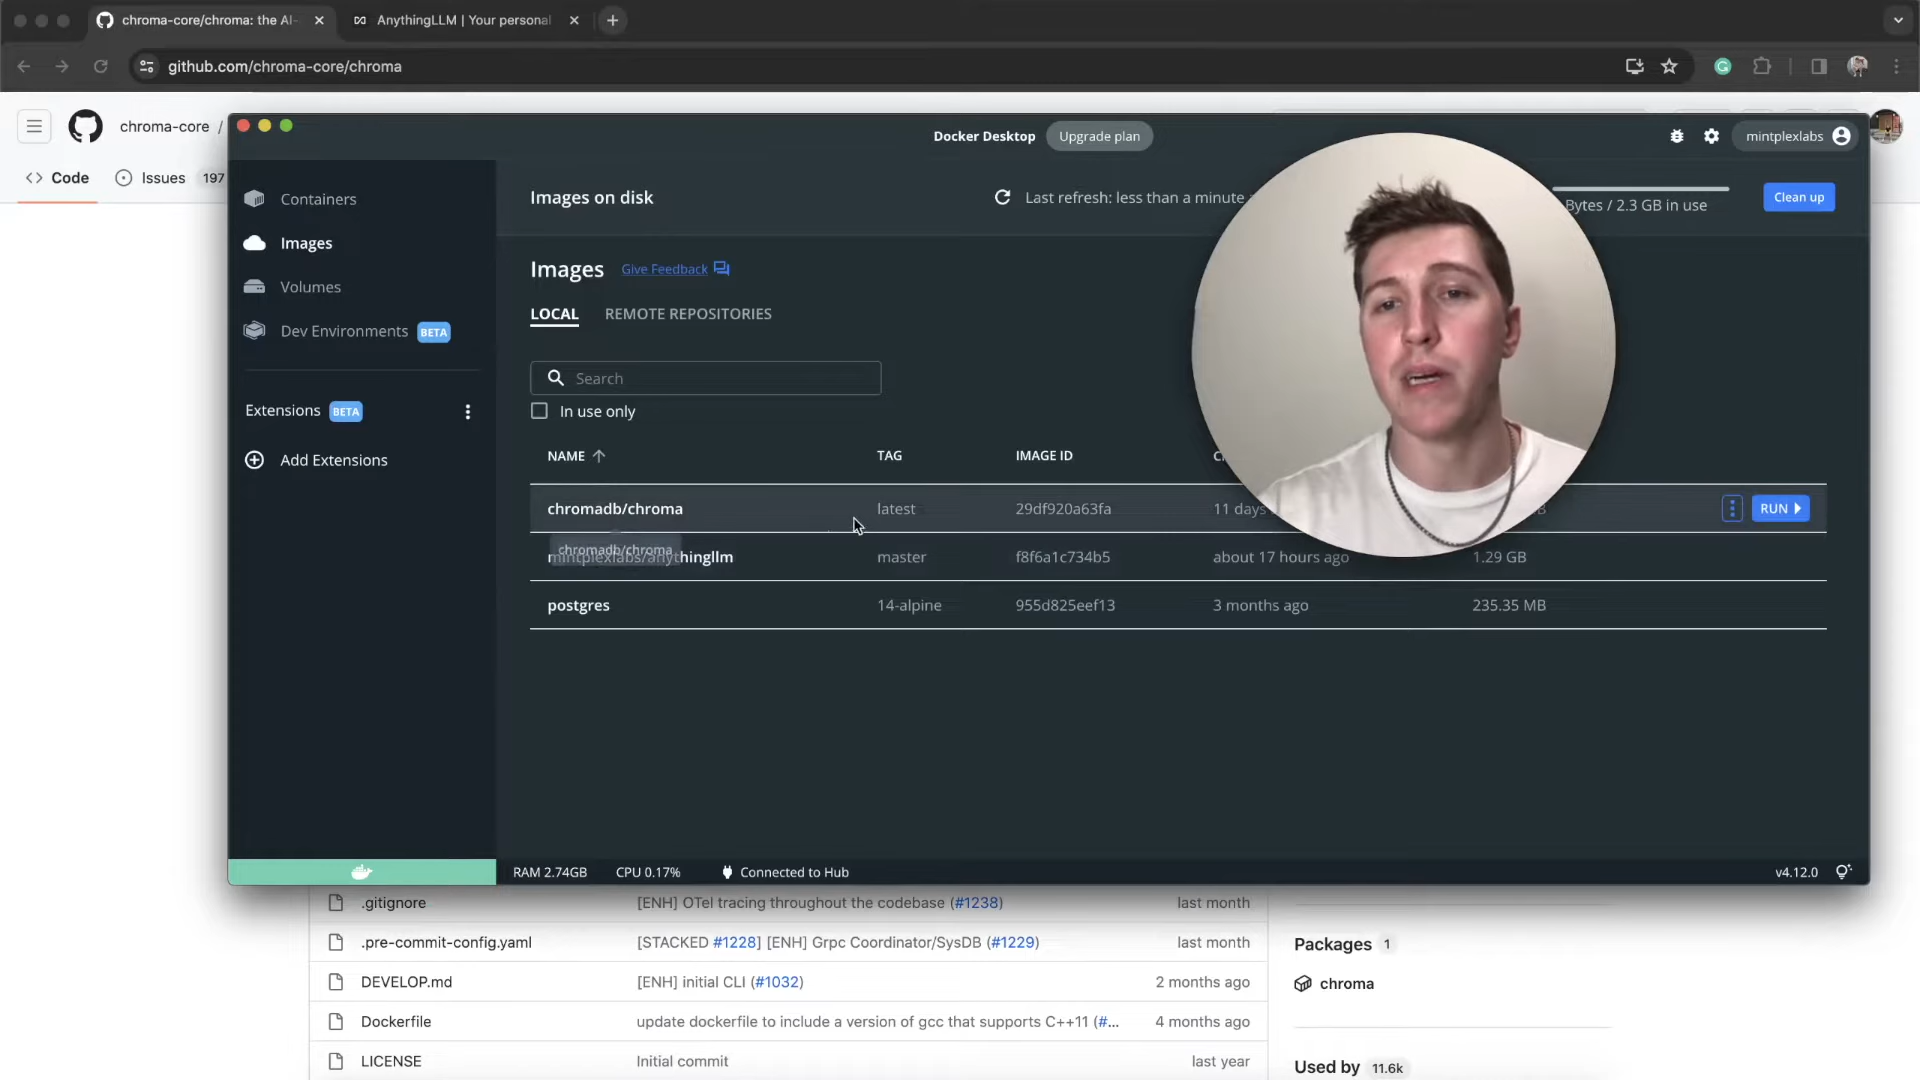 chroma-core/chroma: the AI-
AnythingLLM | Your personal
github.com/chroma-core/chroma
chroma-core /
Code
Issues 197
Docker Desktop
Upgrade plan
mintplexlabs
Containers
Images
Volumes
Dev Environments BETA
Extensions BETA
Add Extensions
Images on disk
Last refresh: less than a minute
Bytes / 2.3 GB in use
Clean up
Images
Give Feedback
LOCAL
REMOTE REPOSITORIES
Search
In use only
NAME
TAG
IMAGE ID
chromadb/chroma
latest
29df920a63fa
11 days
RUN
chromadb/chroma
mintplexlabs/anythingllm
master
f8f6a1c734b5
about 17 hours ago
1.29 GB
postgres
14-alpine
955d825eef13
3 months ago
235.35 MB
RAM 2.74GB
CPU 0.17%
Connected to Hub
v4.12.0
.gitignore
[ENH] OTel tracing throughout the codebase (#1238)
last month
.pre-commit-config.yaml
[STACKED #1228] [ENH] Grpc Coordinator/SysDB (#1229)
last month
DEVELOP.md
[ENH] initial CLI (#1032)
2 months ago
Dockerfile
update dockerfile to include a version of gcc that supports C++11 (#...
4 months ago
LICENSE
Initial commit
last year
Packages 1
chroma
Used by 11.6k